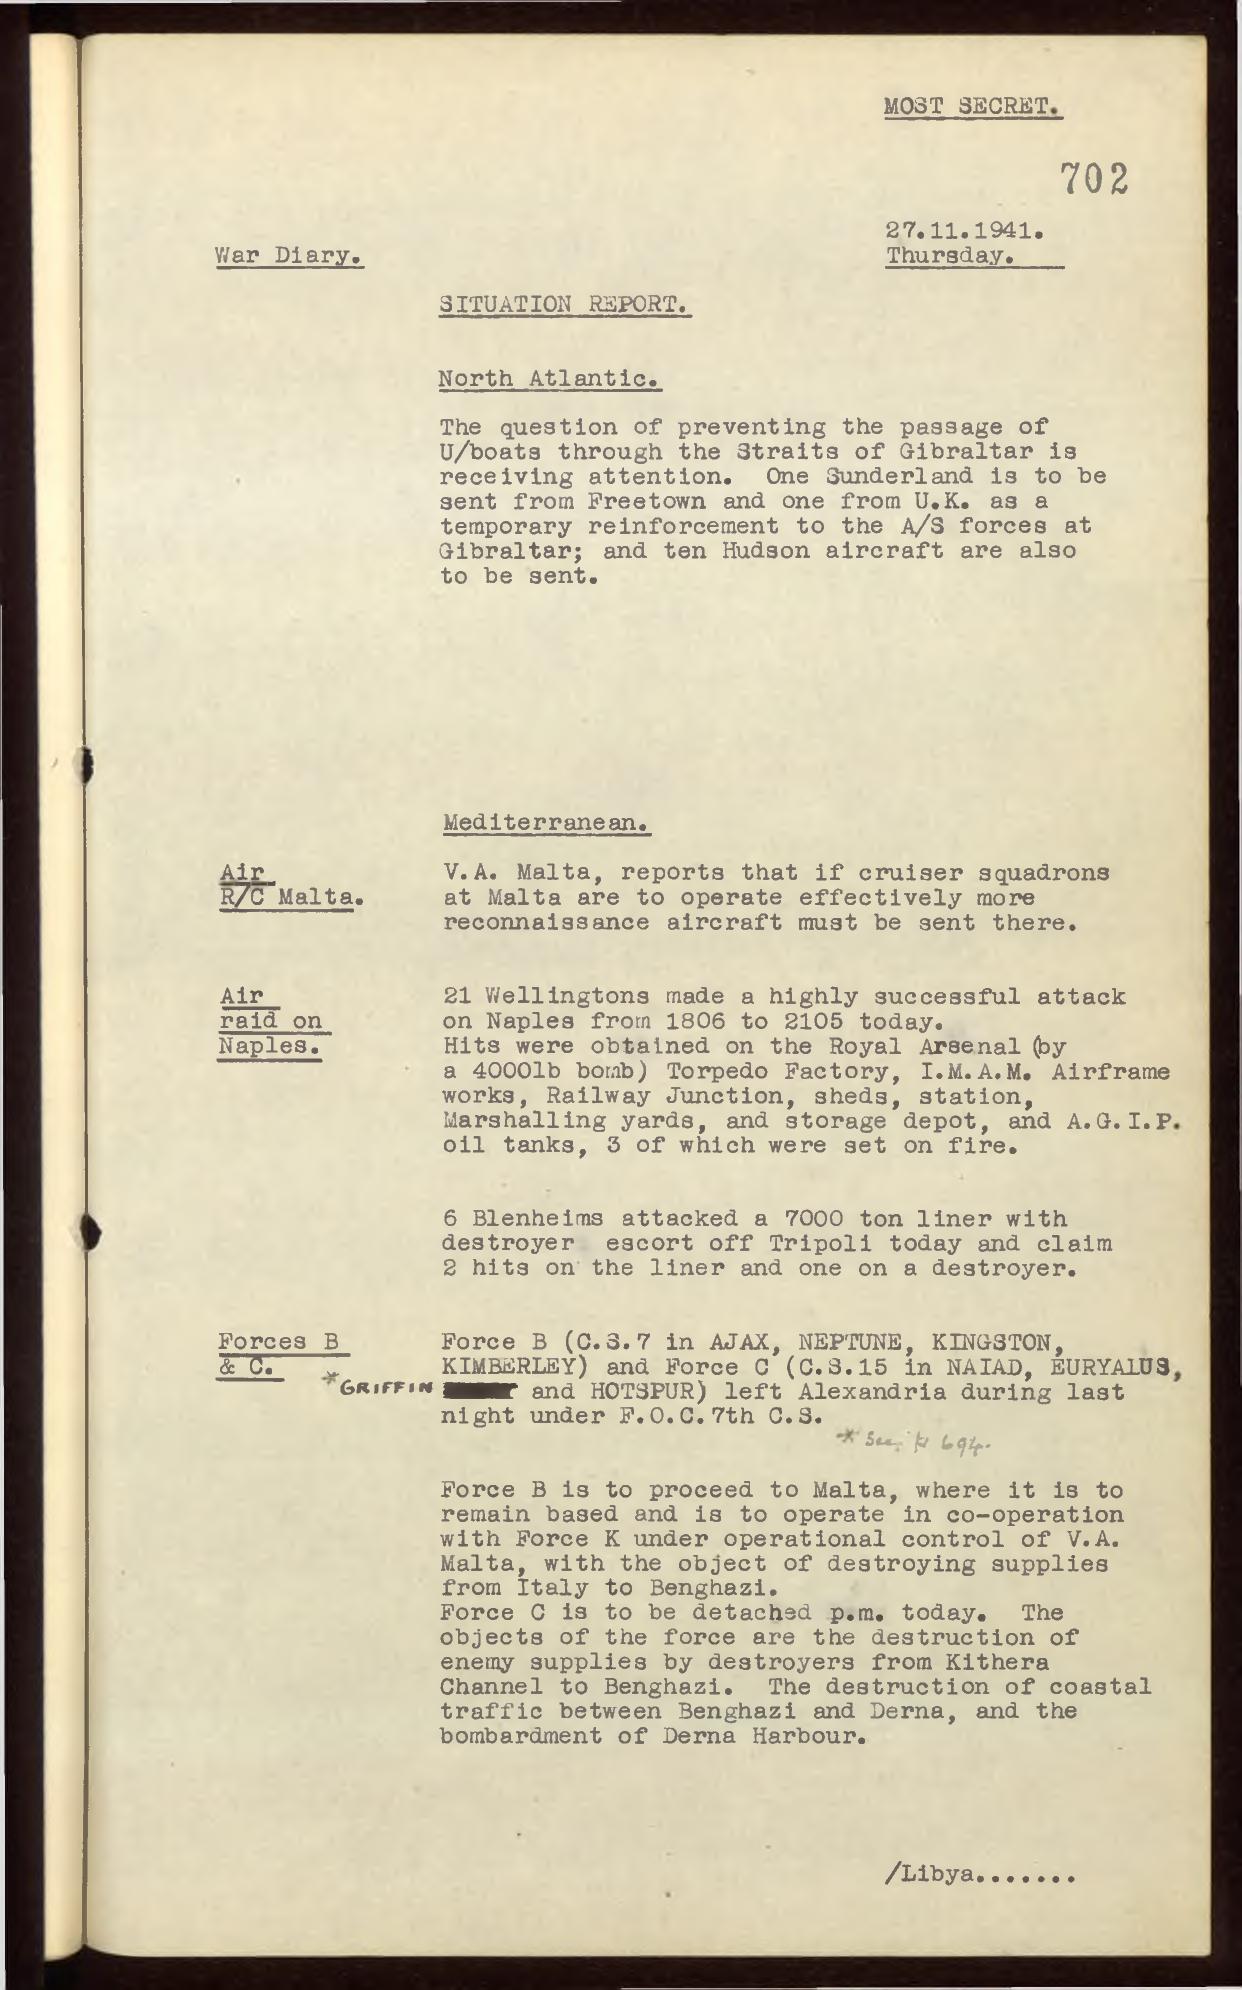 MOST SECRET.
702
27.11.1941.
War Diary.
Thursday.
SITUATION REPORT.
North Atlantic.
The question of preventing the passage of
U/boats through the Straits of Gibraltar is
receiving attention. One Sunderland is to be
sent from Freetown and one from U.K. as a
temporary reinforcement to the A/S forces at
Gibraltar; and ten Hudson aircraft are also
to be sent.
Mediterranean.
Air
R/C Malta.
V.A. Malta, reports that if cruiser squadrons
at Malta are to operate effectively more
reconnaissance aircraft must be sent there.
Air
raid on
Naples.
21 Wellingtons made a highly successful attack
on Naples from 1806 to 2105 today.
Hits were obtained on the Royal Arsenal (by
a 4000lb bomb) Torpedo Factory, I.M.A.M. Airframe
works, Railway Junction, sheds, station,
Marshalling yards, and storage depot, and A.G.I.P.
oil tanks, 3 of which were set on fire.
6 Blenheims attacked a 7000 ton liner with
destroyer escort off Tripoli today and claim
2 hits on the liner and one on a destroyer.
Forces B
& C.
Force B (C.S.7 in AJAX, NEPTUNE, KINGSTON,
KIMBERLEY) and Force C (C.S.15 in NAIAD, EURYALUS,
*GRIFFIN and HOTSPUR) left Alexandria during last
night under F.O.C.7th C.S.
* See p 694.
Force B is to proceed to Malta, where it is to
remain based and is to operate in co-operation
with Force K under operational control of V.A.
Malta, with the object of destroying supplies
from Italy to Benghazi.
Force C is to be detached p.m. today. The
objects of the force are the destruction of
enemy supplies by destroyers from Kithera
Channel to Benghazi. The destruction of coastal
traffic between Benghazi and Derna, and the
bombardment of Derna Harbour.
/Libya.......